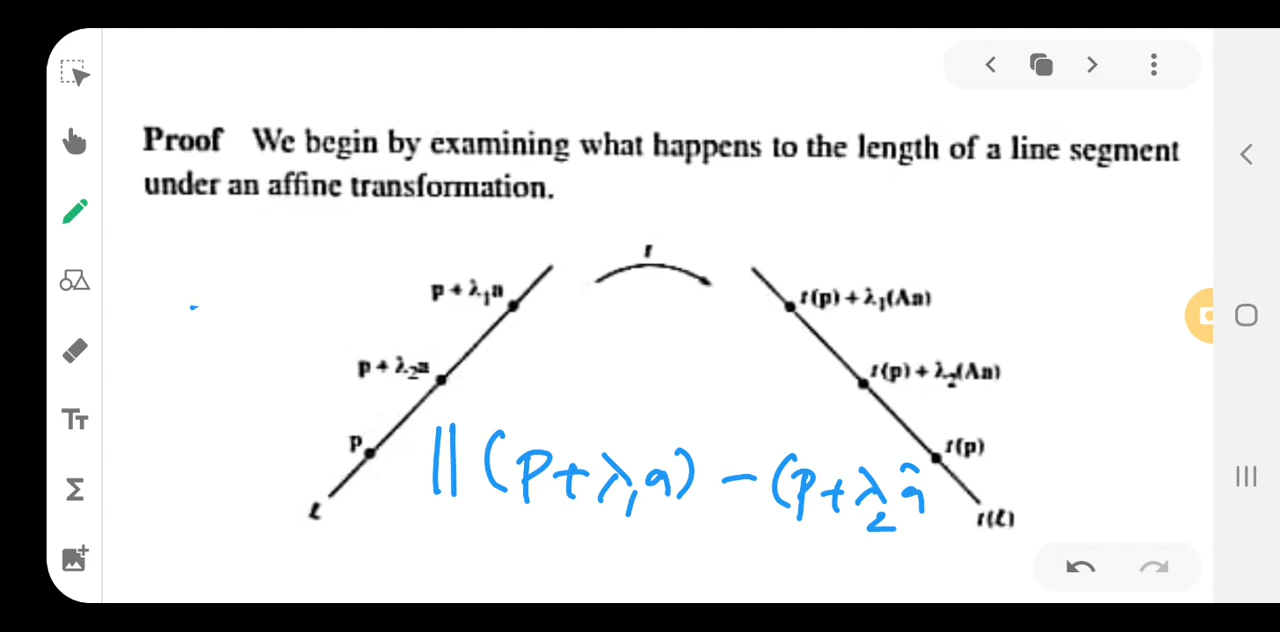 Proof We begin by examining what happens to the length of a line segment
under an affine transformation.
t
p + λ₁a
t(p) + λ₁(Aa)
p + λ₂a
t(p) + λ₂(Aa)
p
t(p)
|| (p + λ₁a) - (p + λ₂a
ℓ
t(ℓ)
TT
Σ